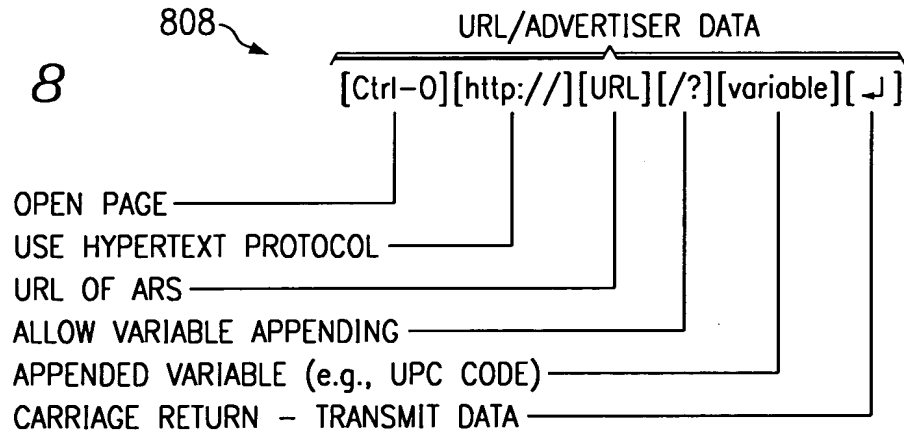 808
URL/ADVERTISER DATA
8
[Ctrl-O][http://][URL][/?][variable][↵]
OPEN PAGE
USE HYPERTEXT PROTOCOL
URL OF ARS
ALLOW VARIABLE APPENDING
APPENDED VARIABLE (e.g., UPC CODE)
CARRIAGE RETURN - TRANSMIT DATA